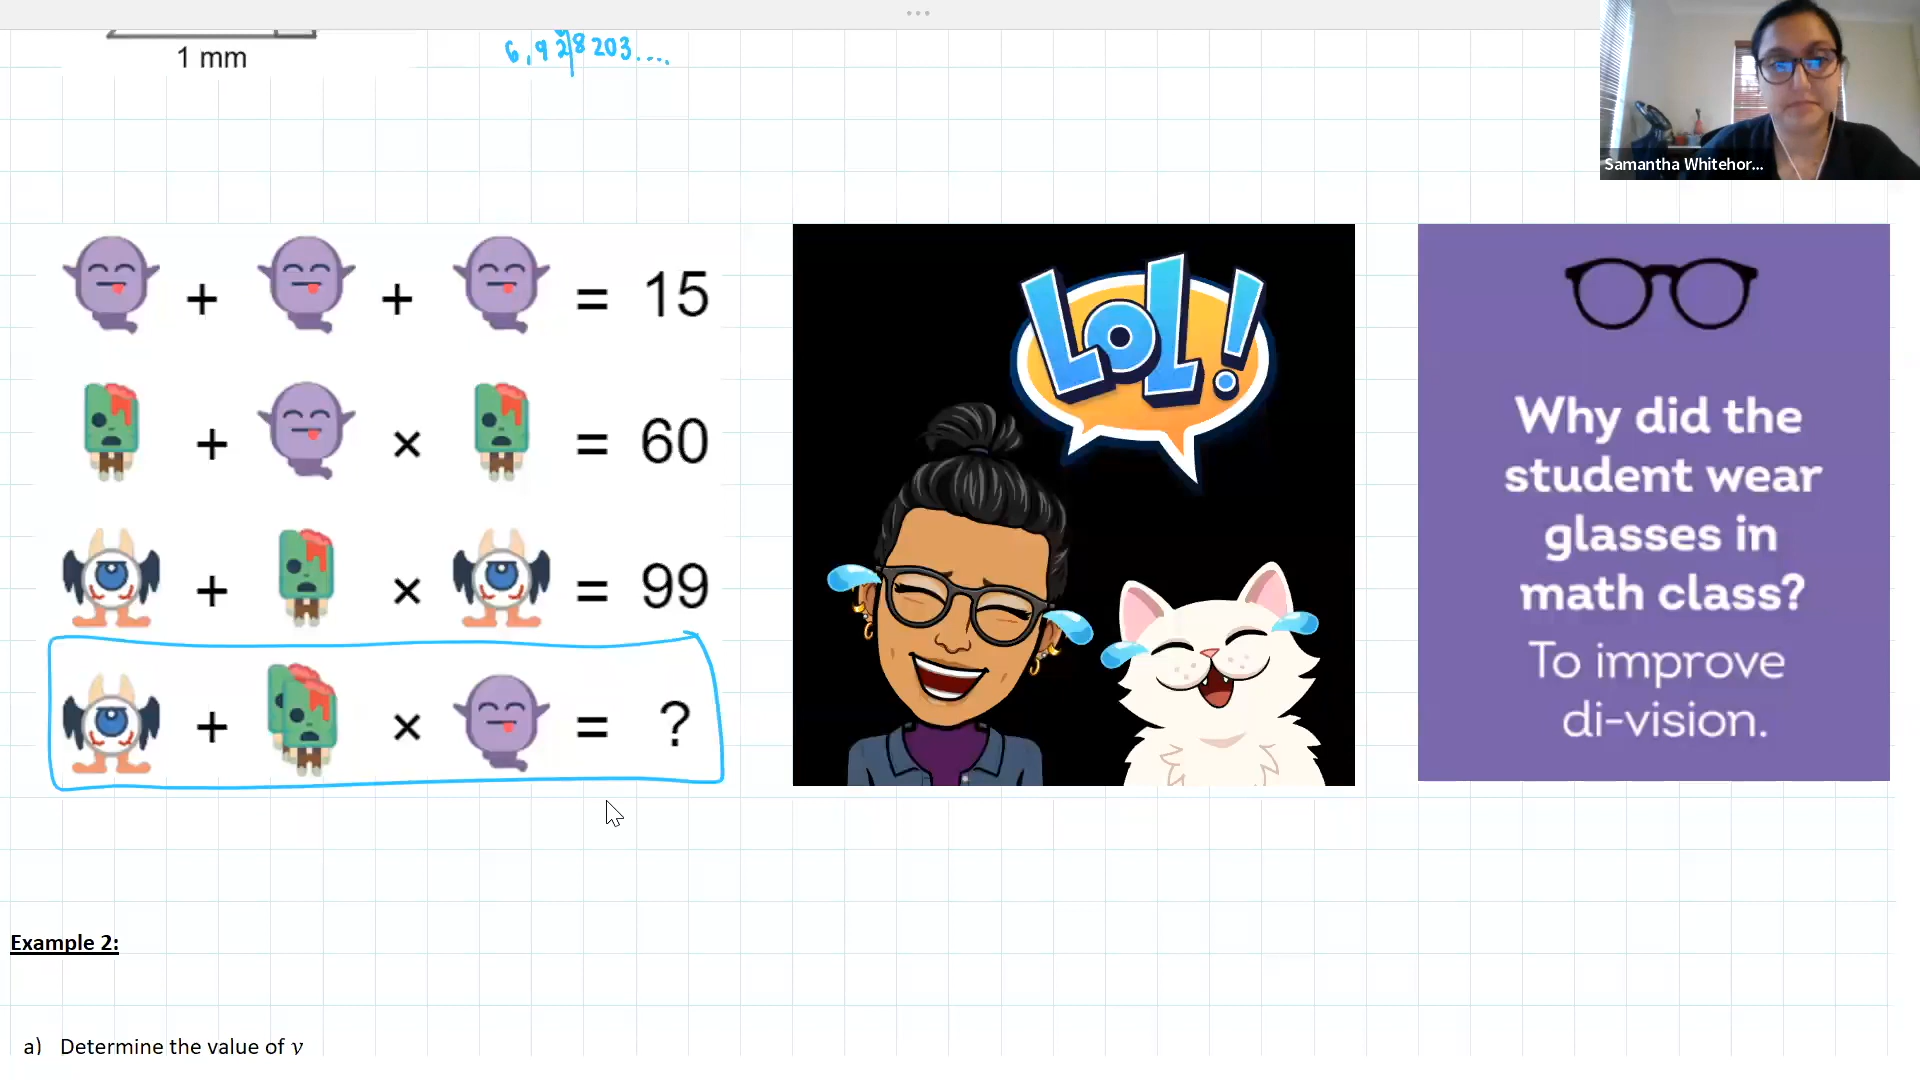 1 mm
6,928203....
Samantha Whitehor...
+ + = 15
+ × = 60
+ × = 99
+ × = ?
LOL!
Why did the
student wear
glasses in
math class?
To improve
di-vision.
Example 2:
a) Determine the value of y